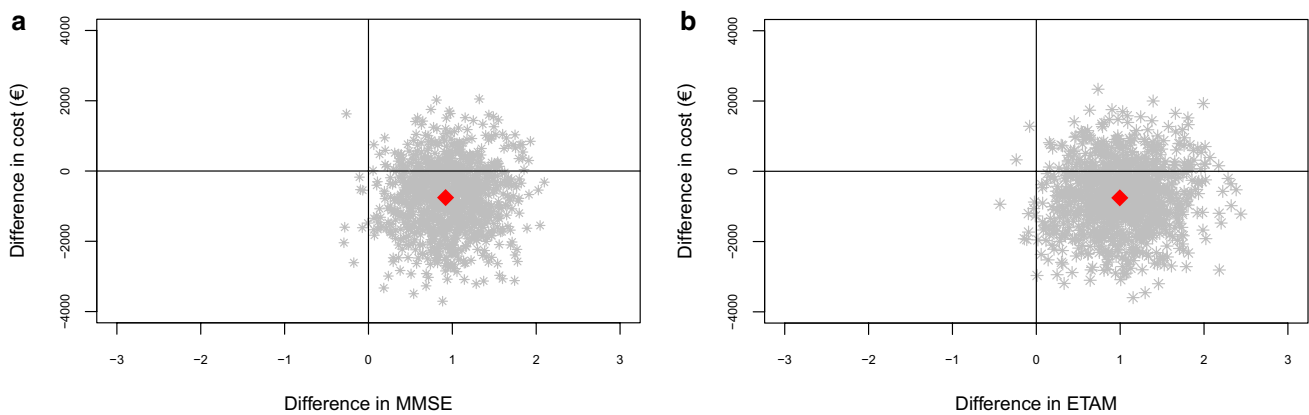 a
Difference in cost (€)
4000
2000
0
−2000
−4000
−3 −2 −1 0 1 2 3
Difference in MMSE
b
Difference in cost (€)
4000
2000
0
−2000
−4000
−3 −2 −1 0 1 2 3
Difference in ETAM